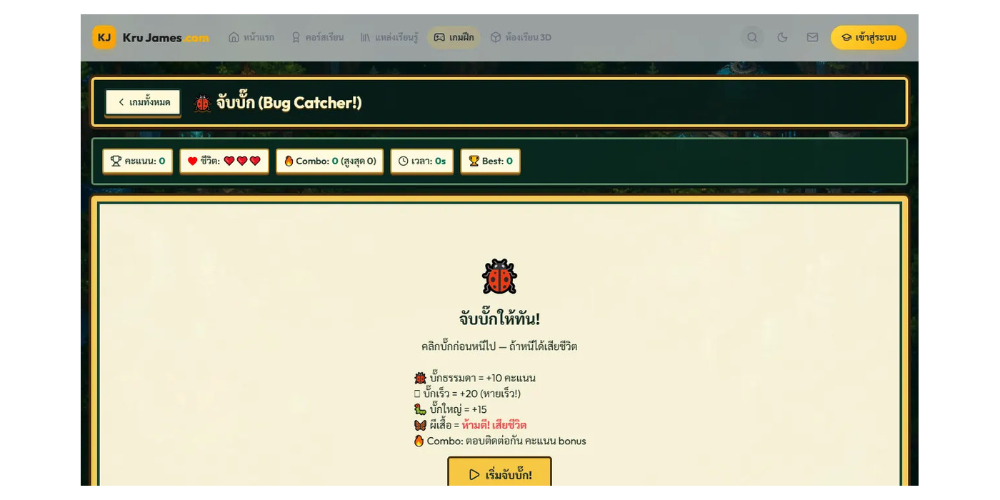 KJ Kru James.com หน้าแรก คอร์สเรียน แหล่งเรียนรู้ เกมฝึก ห้องเรียน 3D เข้าสู่ระบบ
เกมทั้งหมด จับบั๊ก (Bug Catcher!)
คะแนน: 0 ชีวิต: Combo: 0 (สูงสุด 0) เวลา: 0s Best: 0
จับบั๊กให้ทัน!
คลิกบั๊กก่อนหนีไป — ถ้าหนีได้เสียชีวิต
บั๊กธรรมดา = +10 คะแนน
บั๊กเร็ว = +20 (หายเร็ว!)
บั๊กใหญ่ = +15
ผีเสื้อ = ห้ามตี! เสียชีวิต
Combo: ตอบติดต่อกัน คะแนน bonus
เริ่มจับบั๊ก!